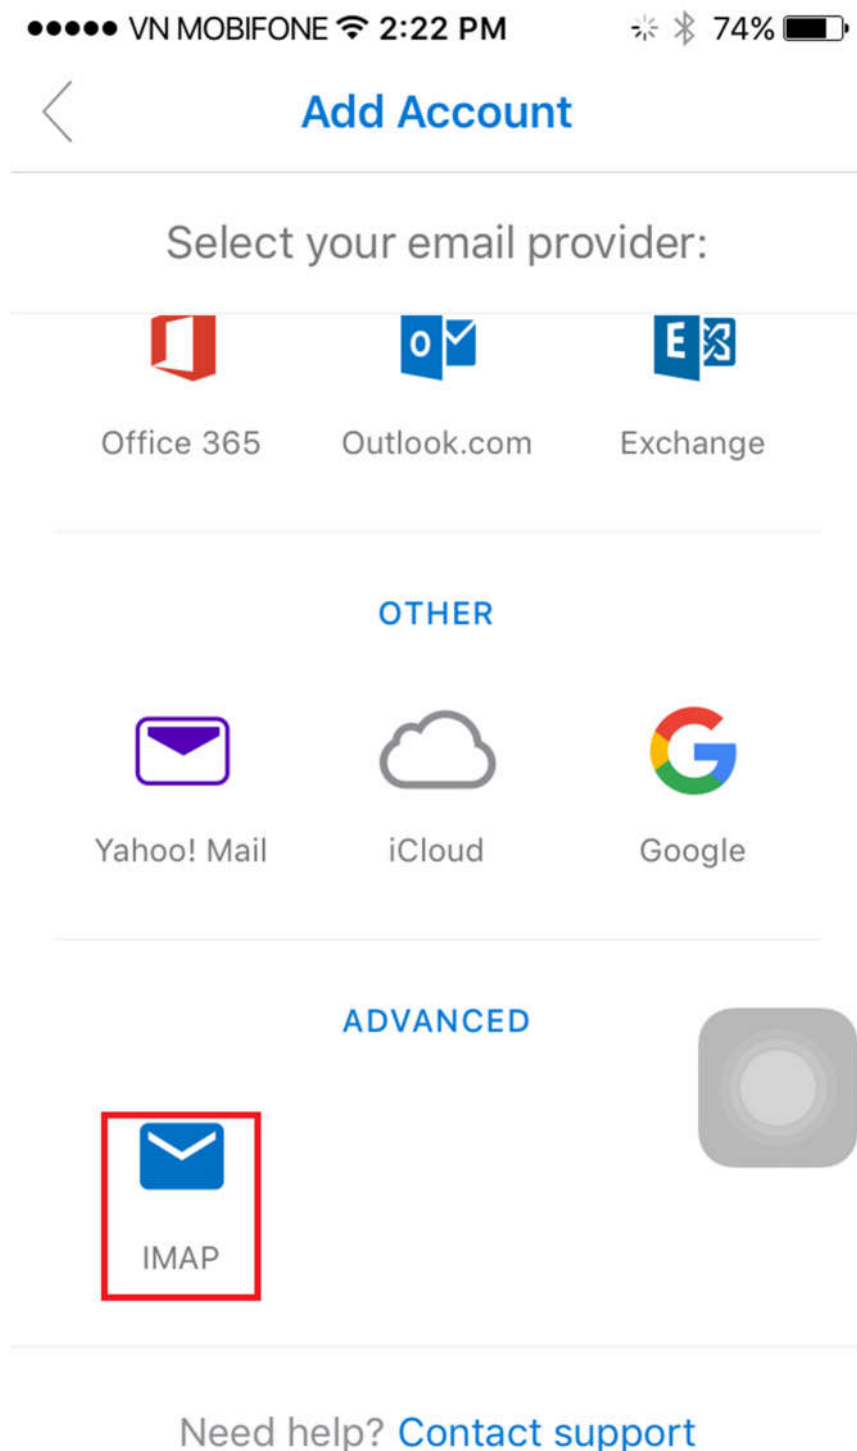 VN MOBIFONE 2:22 PM 74%
Add Account
Select your email provider:
Office 365 Outlook.com Exchange
OTHER
Yahoo! Mail iCloud Google
ADVANCED
IMAP
Need help? Contact support